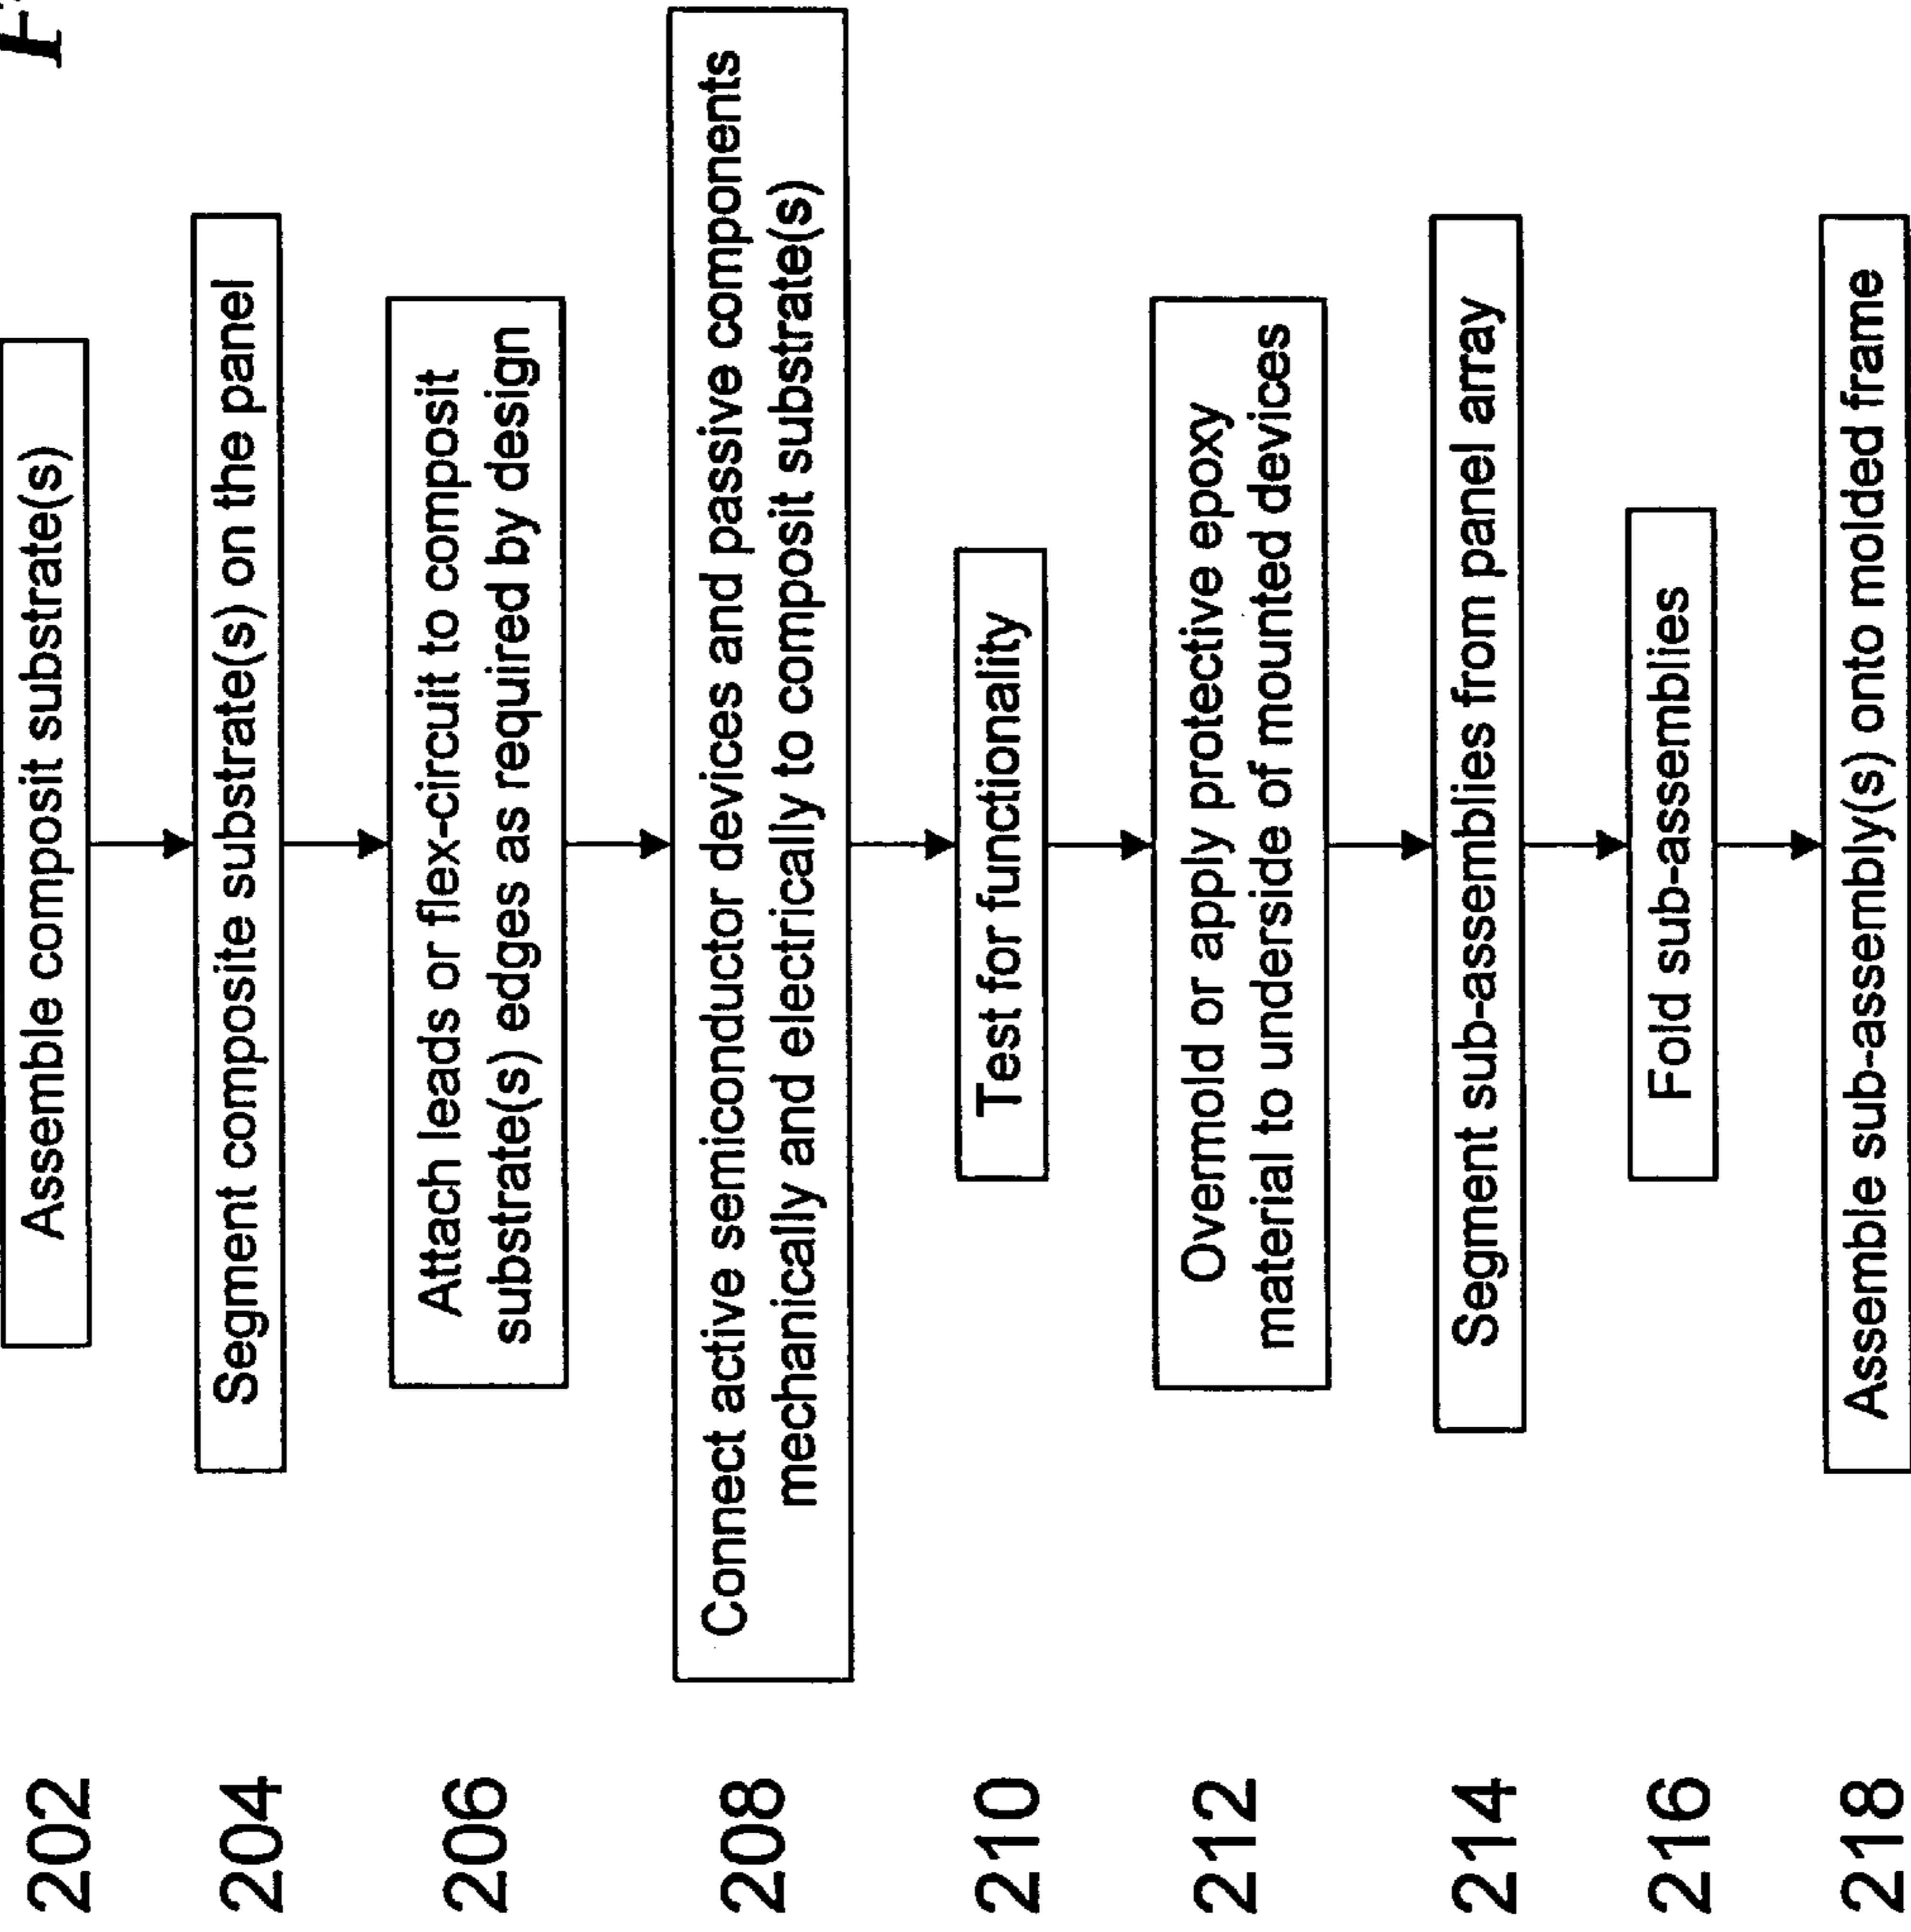 202 Assemble composit substrate(s)
204 Segment composite substrate(s) on the panel
206 Attach leads or flex-circuit to composit
substrate(s) edges as required by design
208 Connect active semiconductor devices and passive components
mechanically and electrically to composit substrate(s)
210 Test for functionality
212 Overmold or apply protective epoxy
material to underside of mounted devices
214 Segment sub-assemblies from panel array
216 Fold sub-assemblies
218 Assemble sub-assembly(s) onto molded frame